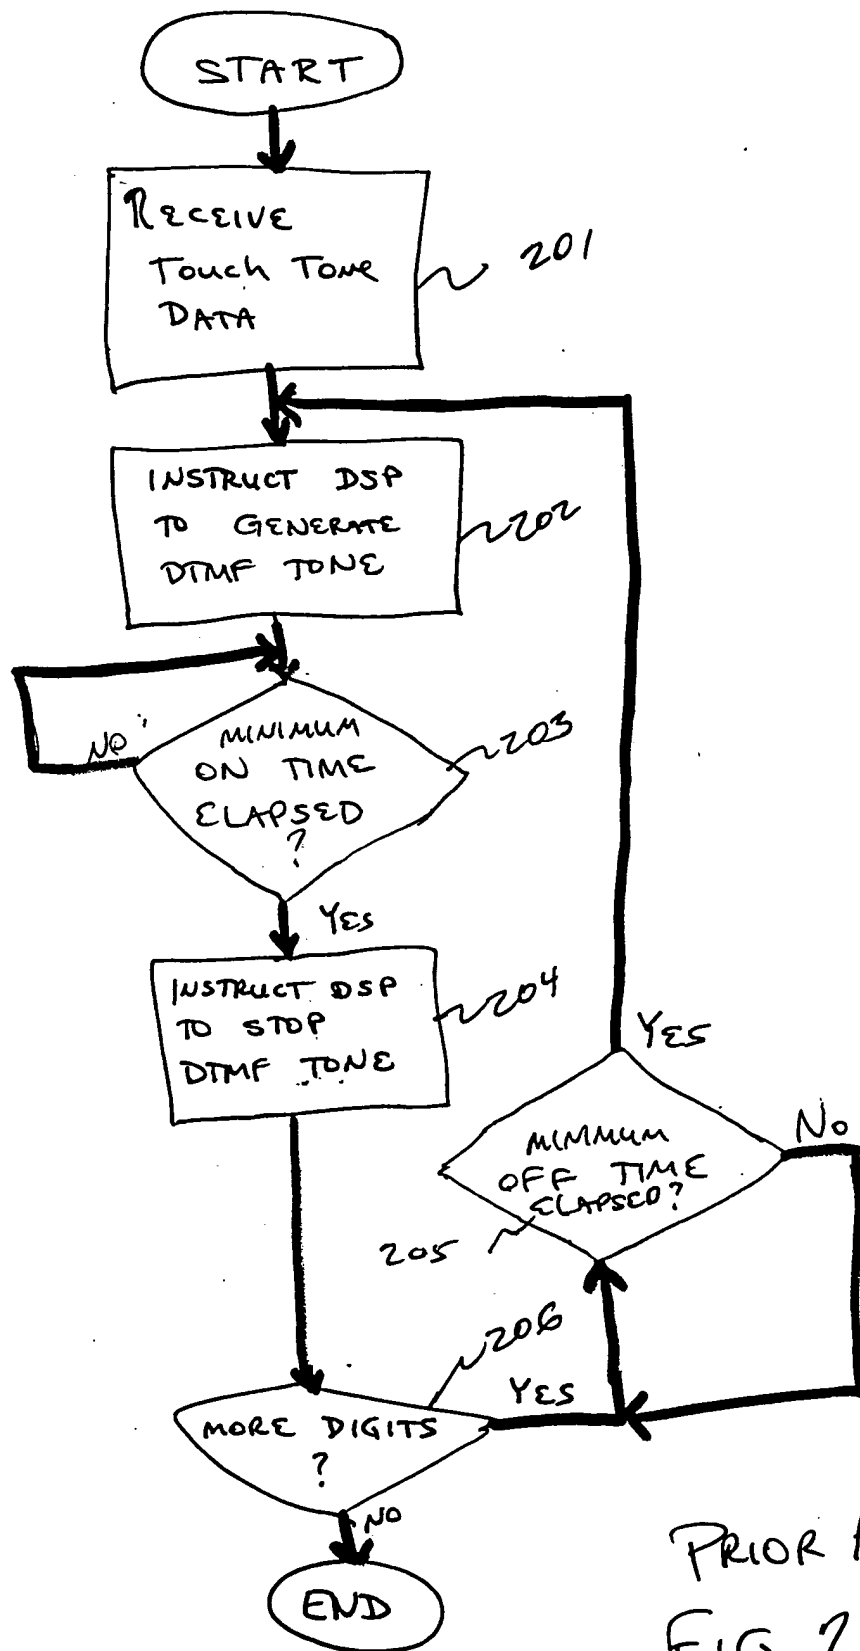 START
RECEIVE
TOUCH TONE
DATA
201
INSTRUCT DSP
TO GENERATE
DTMF TONE
202
NO
MINIMUM
ON TIME
ELAPSED
?
203
YES
INSTRUCT DSP
TO STOP
DTMF TONE
204
YES
MINMUM
OFF TIME
ELAPSED?
No
205
206
MORE DIGITS
?
YES
NO
END
PRIOR
FIG 2